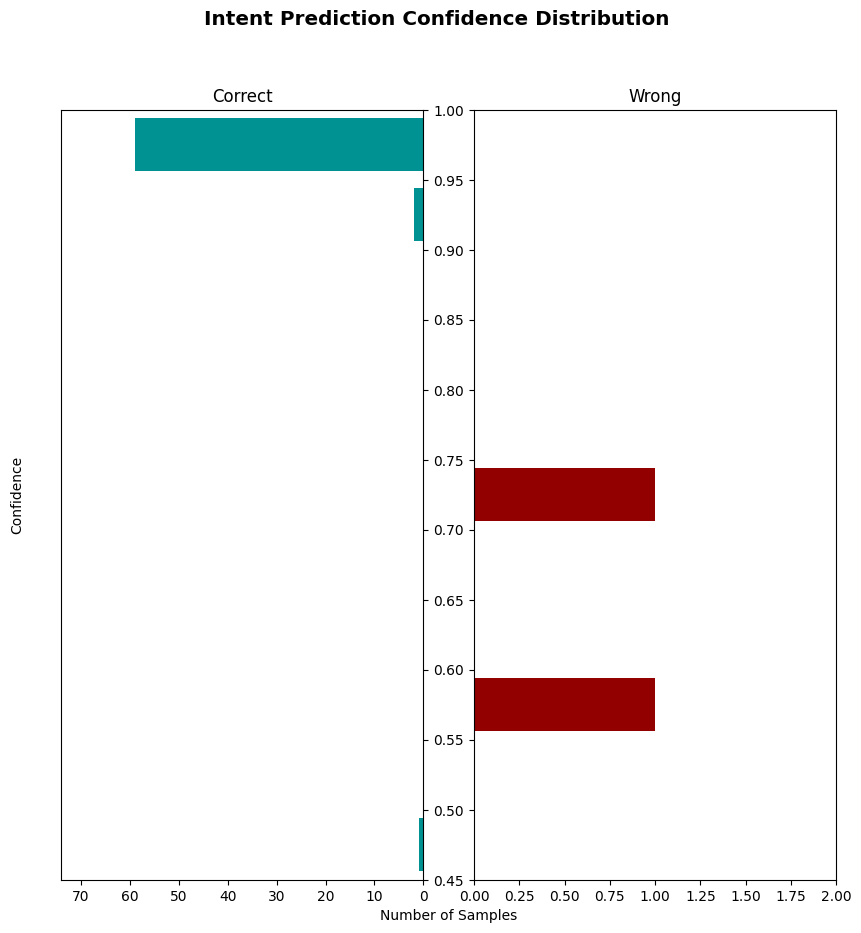 Intent Prediction Confidence Distribution
Correct
Wrong
1.00
0.95
0.90
0.85
0.80
0.75
0.70
0.65
0.60
0.55
0.50
0.45
Confidence
70 60 50 40 30 20 10 0
0.00 0.25 0.50 0.75 1.00 1.25 1.50 1.75 2.00
Number of Samples